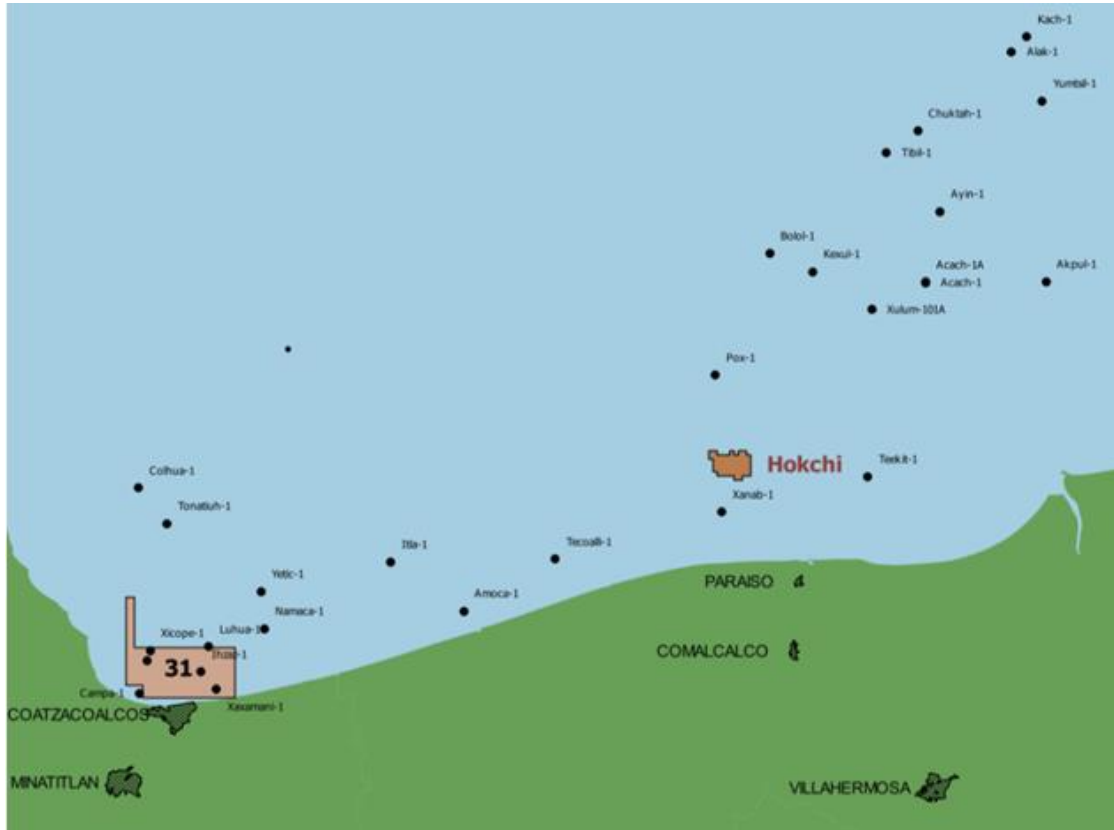 Kach-1
Alak-1
Yumbil-1
Chuktah-1
Tibil-1
Ayin-1
Bolol-1
Kexul-1
Acach-1A
Akpul-1
Acach-1
Xulum-101A
Pox-1
Hokchi
Teekit-1
Colhua-1
Xanab-1
Tonatiuh-1
Itla-1
Tecoalli-1
Yetic-1
PARAISO
Amoca-1
Namaca-1
Xicope-1
Luhua-1
COMALCALCO
31
Campa-1
Xaxamani-1
COATZACOALCOS
MINATITLAN
VILLAHERMOSA